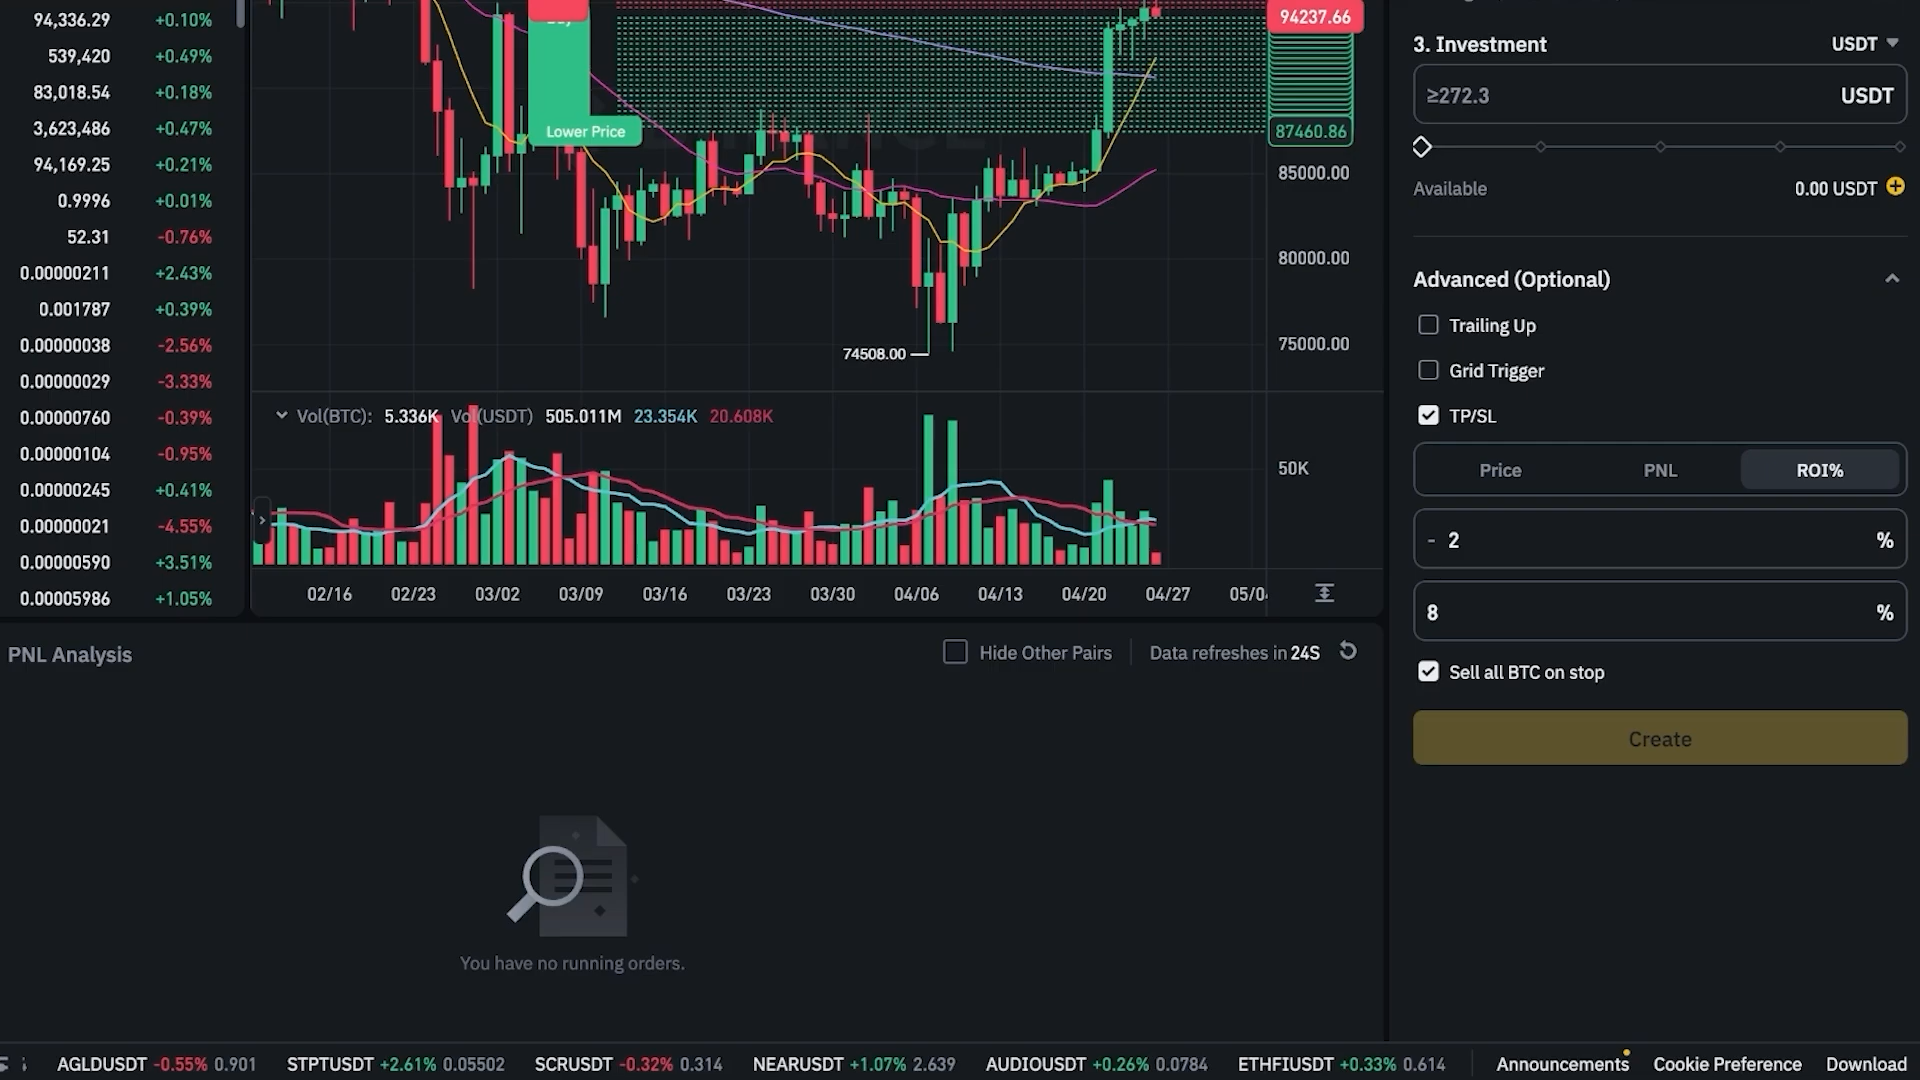 94,336.29 +0.10%
539,420 +0.49%
83,018.54 +0.18%
3,623,486 +0.47%
94,169.25 +0.21%
0.9996 +0.01%
52.31 -0.76%
0.00000211 +2.43%
0.001787 +0.39%
0.00000038 -2.56%
0.00000029 -3.33%
0.00000760 -0.39%
0.00000104 -0.95%
0.00000245 +0.41%
0.00000021 -4.55%
0.00000590 +3.51%
0.00005986 +1.05%
Lower Price
94237.66
87460.86
85000.00
80000.00
75000.00
74508.00
Vol(BTC): 5.336K Vol(USDT) 505.011M 23.354K 20.608K
50K
02/16 02/23 03/02 03/09 03/16 03/23 03/30 04/06 04/13 04/20 04/27 05/04
3. Investment USDT
≥272.3 USDT
Available 0.00 USDT
Advanced (Optional)
Trailing Up
Grid Trigger
TP/SL
Price PNL ROI%
- 2 %
8 %
Sell all BTC on stop
Create
PNL Analysis
Hide Other Pairs Data refreshes in 24S
You have no running orders.
AGLDUSDT -0.55% 0.901 STPTUSDT +2.61% 0.05502 SCRUSDT -0.32% 0.314 NEARUSDT +1.07% 2.639 AUDIOUSDT +0.26% 0.0784 ETHFIUSDT +0.33% 0.614 Announcements Cookie Preference Download